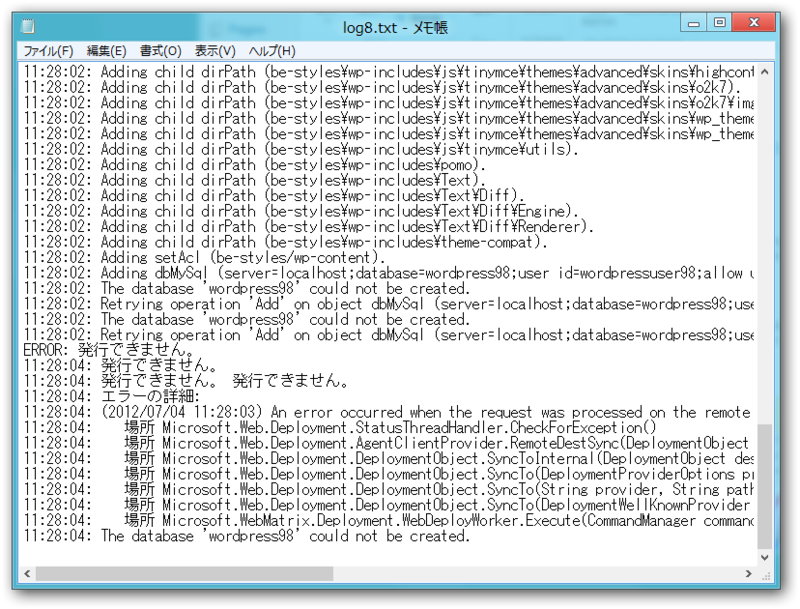 log8.txt - メモ帳
ファイル(F) 編集(E) 書式(O) 表示(V) ヘルプ(H)
11:28:02: Adding child dirPath (be-styles¥wp-includes¥js¥tinymce¥themes¥advanced¥skins¥highcont
11:28:02: Adding child dirPath (be-styles¥wp-includes¥js¥tinymce¥themes¥advanced¥skins¥o2k7).
11:28:02: Adding child dirPath (be-styles¥wp-includes¥js¥tinymce¥themes¥advanced¥skins¥o2k7¥img
11:28:02: Adding child dirPath (be-styles¥wp-includes¥js¥tinymce¥themes¥advanced¥skins¥wp_theme
11:28:02: Adding child dirPath (be-styles¥wp-includes¥js¥tinymce¥themes¥advanced¥skins¥wp_theme
11:28:02: Adding child dirPath (be-styles¥wp-includes¥js¥tinymce¥utils).
11:28:02: Adding child dirPath (be-styles¥wp-includes¥pomo).
11:28:02: Adding child dirPath (be-styles¥wp-includes¥Text).
11:28:02: Adding child dirPath (be-styles¥wp-includes¥Text¥Diff).
11:28:02: Adding child dirPath (be-styles¥wp-includes¥Text¥Diff¥Engine).
11:28:02: Adding child dirPath (be-styles¥wp-includes¥Text¥Diff¥Renderer).
11:28:02: Adding child dirPath (be-styles¥wp-includes¥theme-compat).
11:28:02: Adding setAcl (be-styles/wp-content).
11:28:02: Adding dbMySql (server=localhost;database=wordpress98;user id=wordpressuser98;allow u
11:28:02: The database 'wordpress98' could not be created.
11:28:02: Retrying operation 'Add' on object dbMySql (server=localhost;database=wordpress98;use
11:28:02: The database 'wordpress98' could not be created.
11:28:02: Retrying operation 'Add' on object dbMySql (server=localhost;database=wordpress98;use
ERROR: 発行できません。
11:28:04: 発行できません。
11:28:04: 発行できません。 発行できません。
11:28:04: エラーの詳細:
11:28:04: (2012/07/04 11:28:03) An error occurred when the request was processed on the remote
11:28:04: 場所 Microsoft.Web.Deployment.StatusThreadHandler.CheckForException()
11:28:04: 場所 Microsoft.Web.Deployment.AgentClientProvider.RemoteDestSync(DeploymentObject
11:28:04: 場所 Microsoft.Web.Deployment.DeploymentObject.SyncToInternal(DeploymentObject des
11:28:04: 場所 Microsoft.Web.Deployment.DeploymentObject.SyncTo(DeploymentProviderOptions pr
11:28:04: 場所 Microsoft.Web.Deployment.DeploymentObject.SyncTo(String provider, String path
11:28:04: 場所 Microsoft.Web.Deployment.DeploymentObject.SyncTo(DeploymentWellKnownProvider
11:28:04: 場所 Microsoft.WebMatrix.Deployment.WebDeployWorker.Execute(CommandManager command
11:28:04: The database 'wordpress98' could not be created.